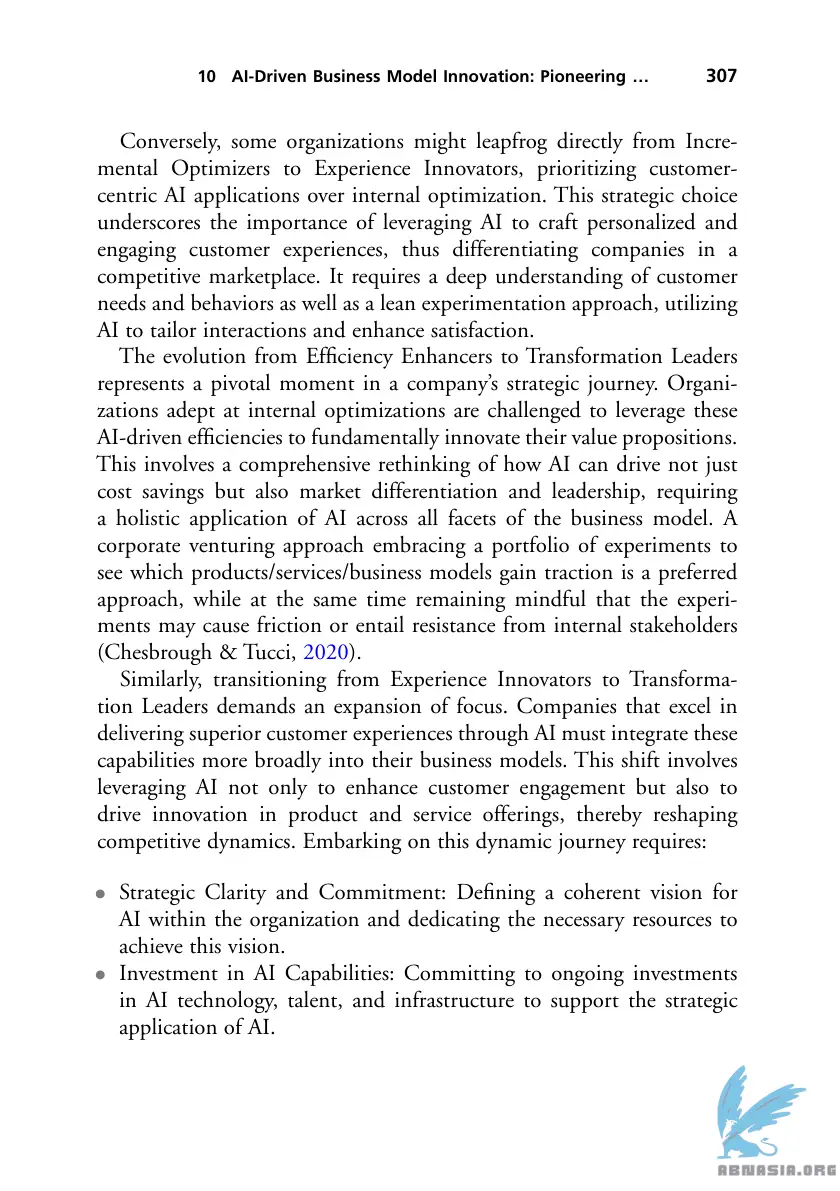 10 AI-Driven Business Model Innovation: Pioneering … 307
Conversely, some organizations might leapfrog directly from Incre-
mental Optimizers to Experience Innovators, prioritizing customer-
centric AI applications over internal optimization. This strategic choice
underscores the importance of leveraging AI to craft personalized and
engaging customer experiences, thus differentiating companies in a
competitive marketplace. It requires a deep understanding of customer
needs and behaviors as well as a lean experimentation approach, utilizing
AI to tailor interactions and enhance satisfaction.
The evolution from Efficiency Enhancers to Transformation Leaders
represents a pivotal moment in a company’s strategic journey. Organi-
zations adept at internal optimizations are challenged to leverage these
AI-driven efficiencies to fundamentally innovate their value propositions.
This involves a comprehensive rethinking of how AI can drive not just
cost savings but also market differentiation and leadership, requiring
a holistic application of AI across all facets of the business model. A
corporate venturing approach embracing a portfolio of experiments to
see which products/services/business models gain traction is a preferred
approach, while at the same time remaining mindful that the experi-
ments may cause friction or entail resistance from internal stakeholders
(Chesbrough & Tucci, 2020).
Similarly, transitioning from Experience Innovators to Transforma-
tion Leaders demands an expansion of focus. Companies that excel in
delivering superior customer experiences through AI must integrate these
capabilities more broadly into their business models. This shift involves
leveraging AI not only to enhance customer engagement but also to
drive innovation in product and service offerings, thereby reshaping
competitive dynamics. Embarking on this dynamic journey requires:
● Strategic Clarity and Commitment: Defining a coherent vision for
AI within the organization and dedicating the necessary resources to
achieve this vision.
● Investment in AI Capabilities: Committing to ongoing investments
in AI technology, talent, and infrastructure to support the strategic
application of AI.
ABNASIA.ORG